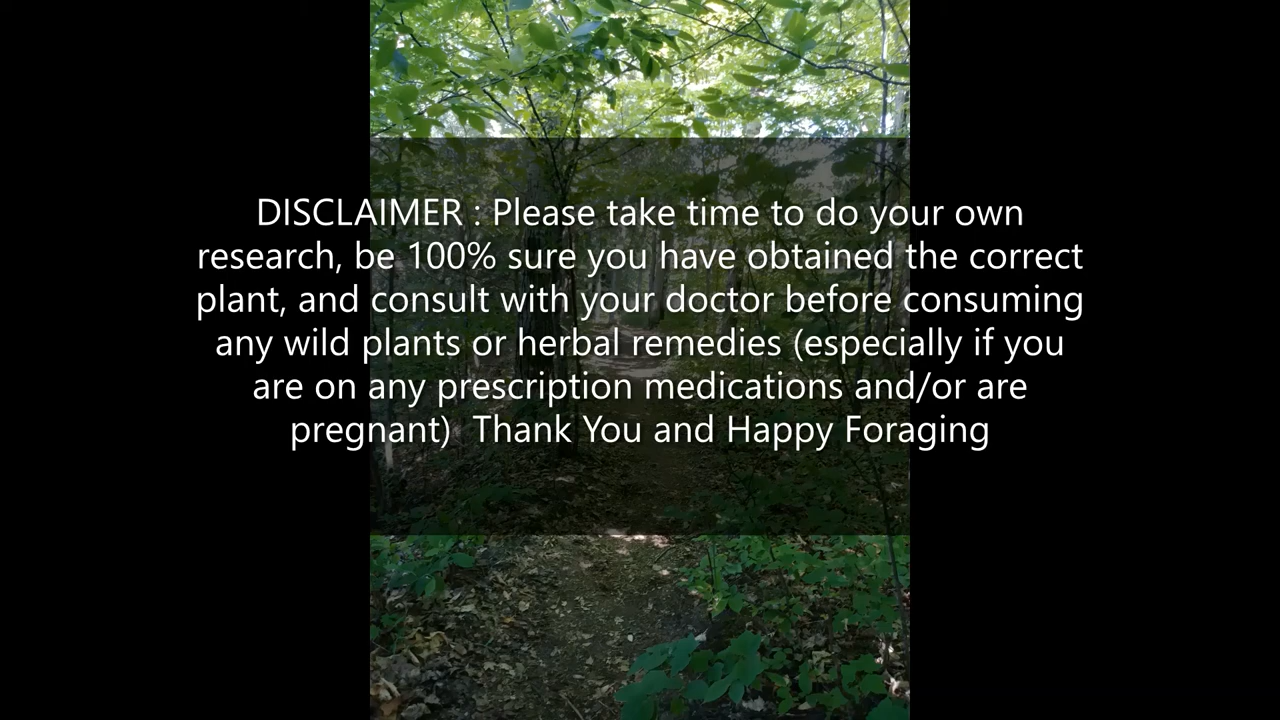 DISCLAIMER : Please take time to do your own
research, be 100% sure you have obtained the correct
plant, and consult with your doctor before consuming
any wild plants or herbal remedies (especially if you
are on any prescription medications and/or are
pregnant)  Thank You and Happy Foraging